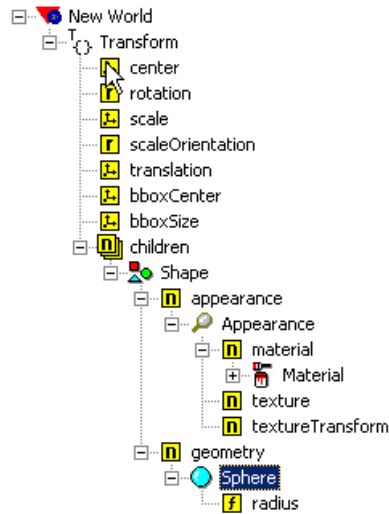 New World
Transform
center
rotation
scale
scaleOrientation
translation
bboxCenter
bboxSize
children
Shape
appearance
Appearance
material
Material
texture
textureTransform
geometry
Sphere
radius